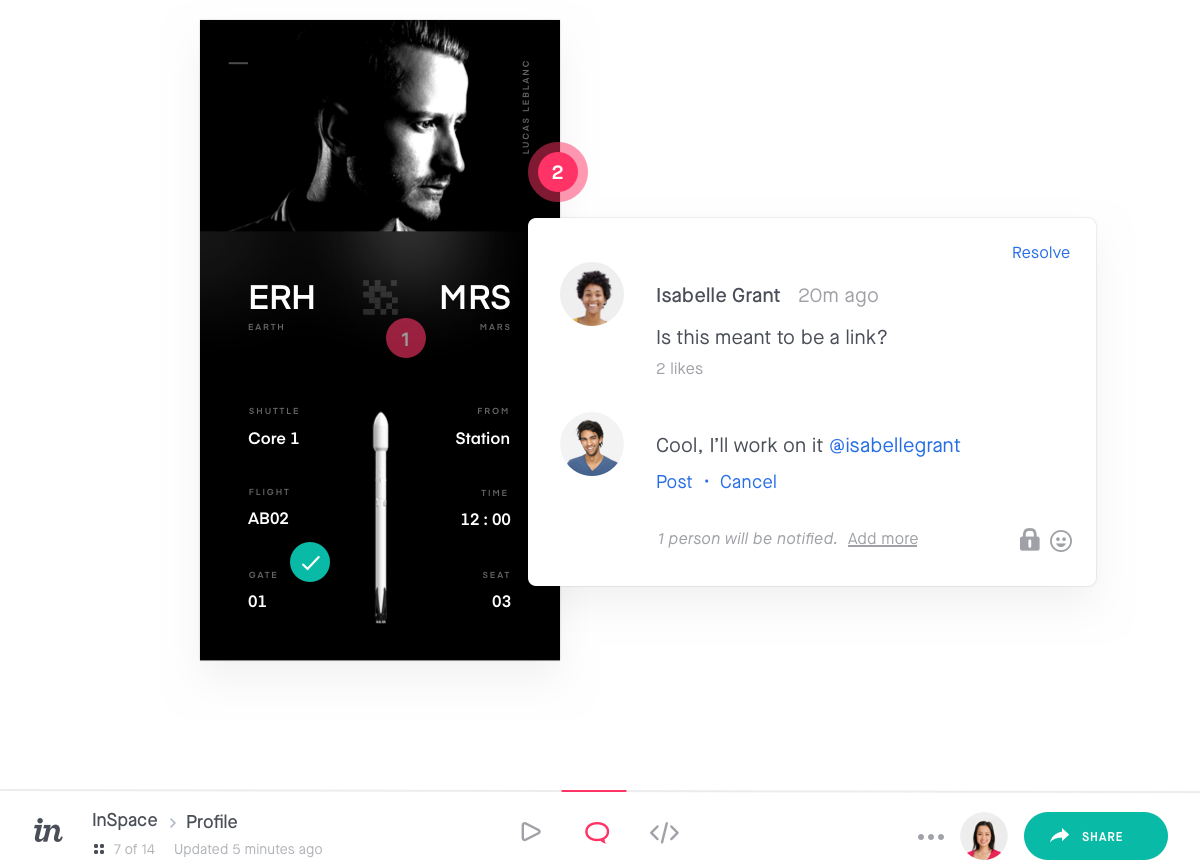 LUCAS LEBLANC
2
ERH
MRS
EARTH
MARS
1
SHUTTLE
FROM
Core 1
Station
FLIGHT
TIME
AB02
12 : 00
GATE
SEAT
01
03
Resolve
Isabelle Grant 20m ago
Is this meant to be a link?
2 likes
Cool, I’ll work on it @isabellegrant
Post • Cancel
1 person will be notified. Add more
in
InSpace > Profile
7 of 14 Updated 5 minutes ago
SHARE